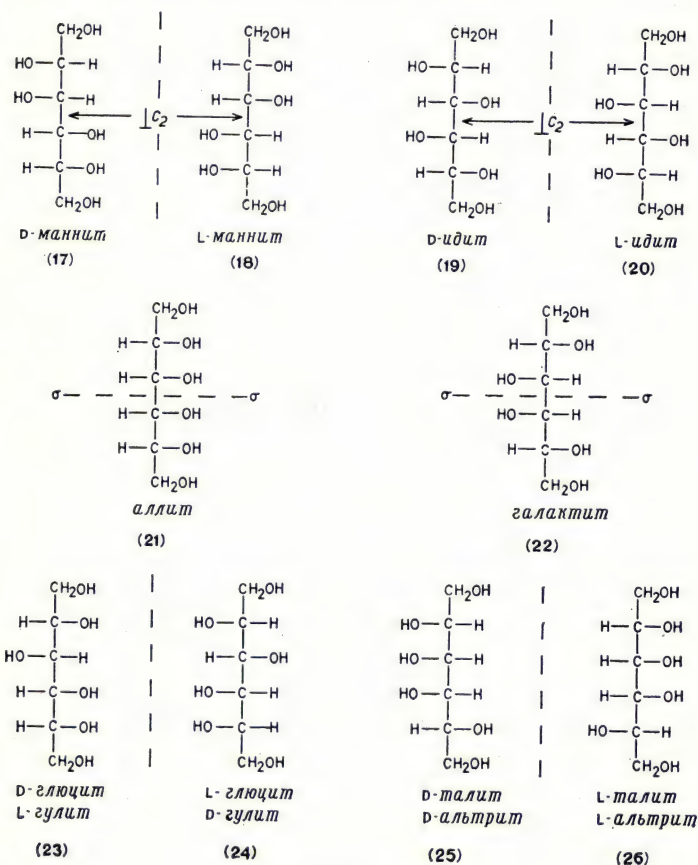 CH₂OH CH₂OH CH₂OH CH₂OH
HO—C—H H—C—OH HO—C—H H—C—OH
HO—C—H H—C—OH H—C—OH HO—C—H
⊥c₂ ⊥c₂
H—C—OH HO—C—H HO—C—H H—C—OH
H—C—OH HO—C—H H—C—OH HO—C—H
CH₂OH CH₂OH CH₂OH CH₂OH
D-маннит L-маннит D-идит L-идит
(17) (18) (19) (20)
CH₂OH CH₂OH
H—C—OH H—C—OH
H—C—OH HO—C—H
σ— — — — — —σ σ— — — — — —σ
H—C—OH HO—C—H
H—C—OH H—C—OH
CH₂OH CH₂OH
аллит галактит
(21) (22)
CH₂OH CH₂OH CH₂OH CH₂OH
H—C—OH HO—C—H HO—C—H H—C—OH
HO—C—H H—C—OH HO—C—H H—C—OH
H—C—OH HO—C—H HO—C—H H—C—OH
H—C—OH HO—C—H H—C—OH HO—C—H
CH₂OH CH₂OH CH₂OH CH₂OH
D-глюцит L-глюцит D-талит L-талит
L-гулит D-гулит D-альтрит L-альтрит
(23) (24) (25) (26)